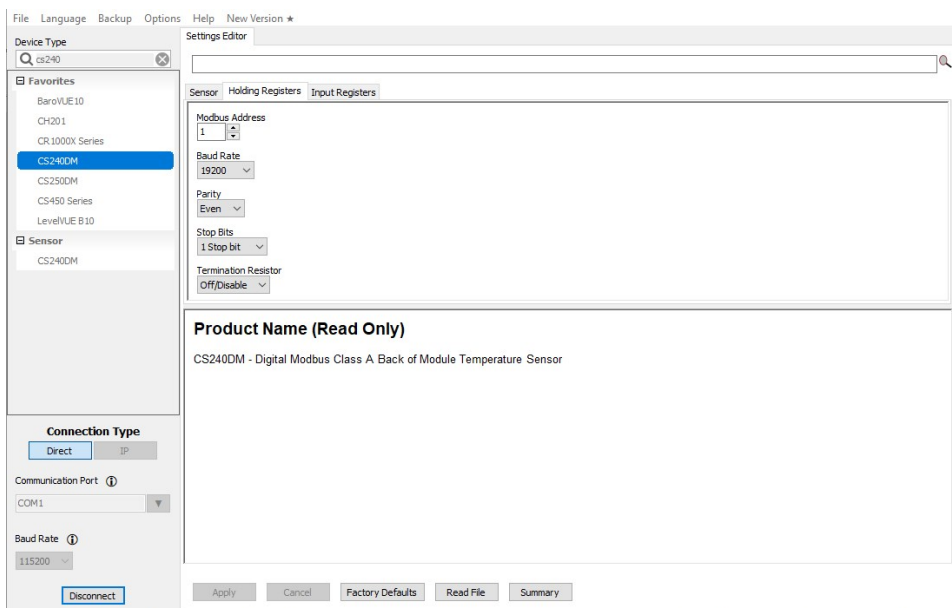 File Language Backup Options Help New Version ★
Device Type
cs240
Favorites
BaroVUE10
CH201
CR1000X Series
CS240DM
CS250DM
CS450 Series
LevelVUE B10
Sensor
CS240DM
Connection Type
Direct IP
Communication Port
COM1
Baud Rate
115200
Disconnect
Settings Editor
Sensor Holding Registers Input Registers
Modbus Address
1
Baud Rate
19200
Parity
Even
Stop Bits
1 Stop bit
Termination Resistor
Off/Disable
Product Name (Read Only)
CS240DM - Digital Modbus Class A Back of Module Temperature Sensor
Apply Cancel Factory Defaults Read File Summary